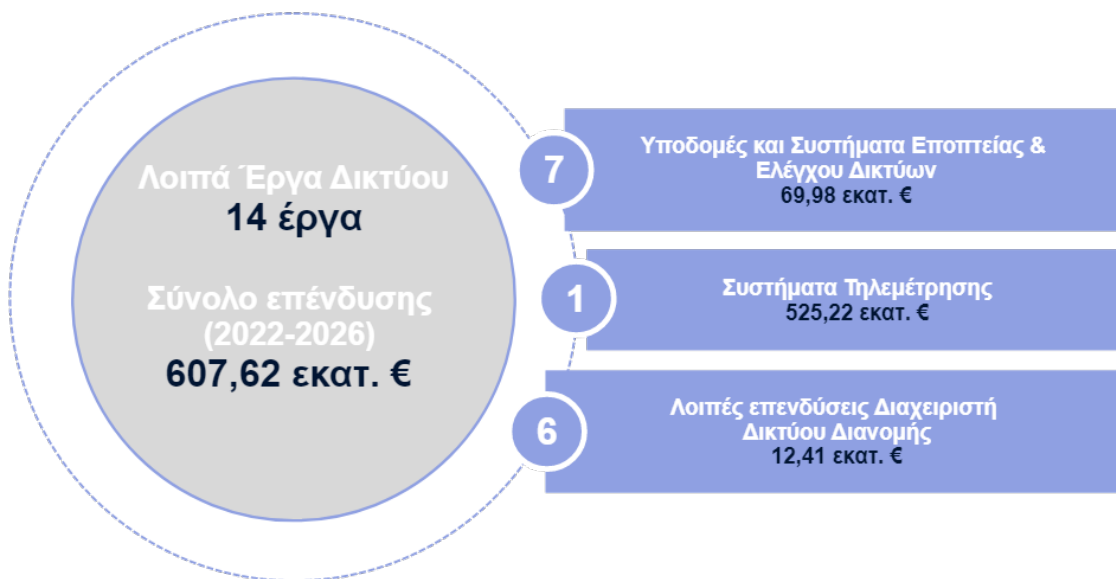 Λοιπά Έργα Δικτύου
14 έργα
Σύνολο επένδυσης
(2022-2026)
607,62 εκατ. €
7
Υποδομές και Συστήματα Εποπτείας &
Ελέγχου Δικτύων
69,98 εκατ. €
1
Συστήματα Τηλεμέτρησης
525,22 εκατ. €
6
Λοιπές επενδύσεις Διαχειριστή
Δικτύου Διανομής
12,41 εκατ. €